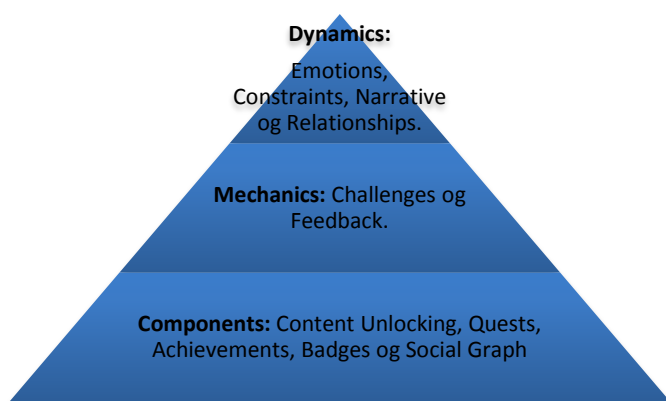 Dynamics:
Emotions,
Constraints, Narrative
og Relationships.
Mechanics: Challenges og
Feedback.
Components: Content Unlocking, Quests,
Achievements, Badges og Social Graph